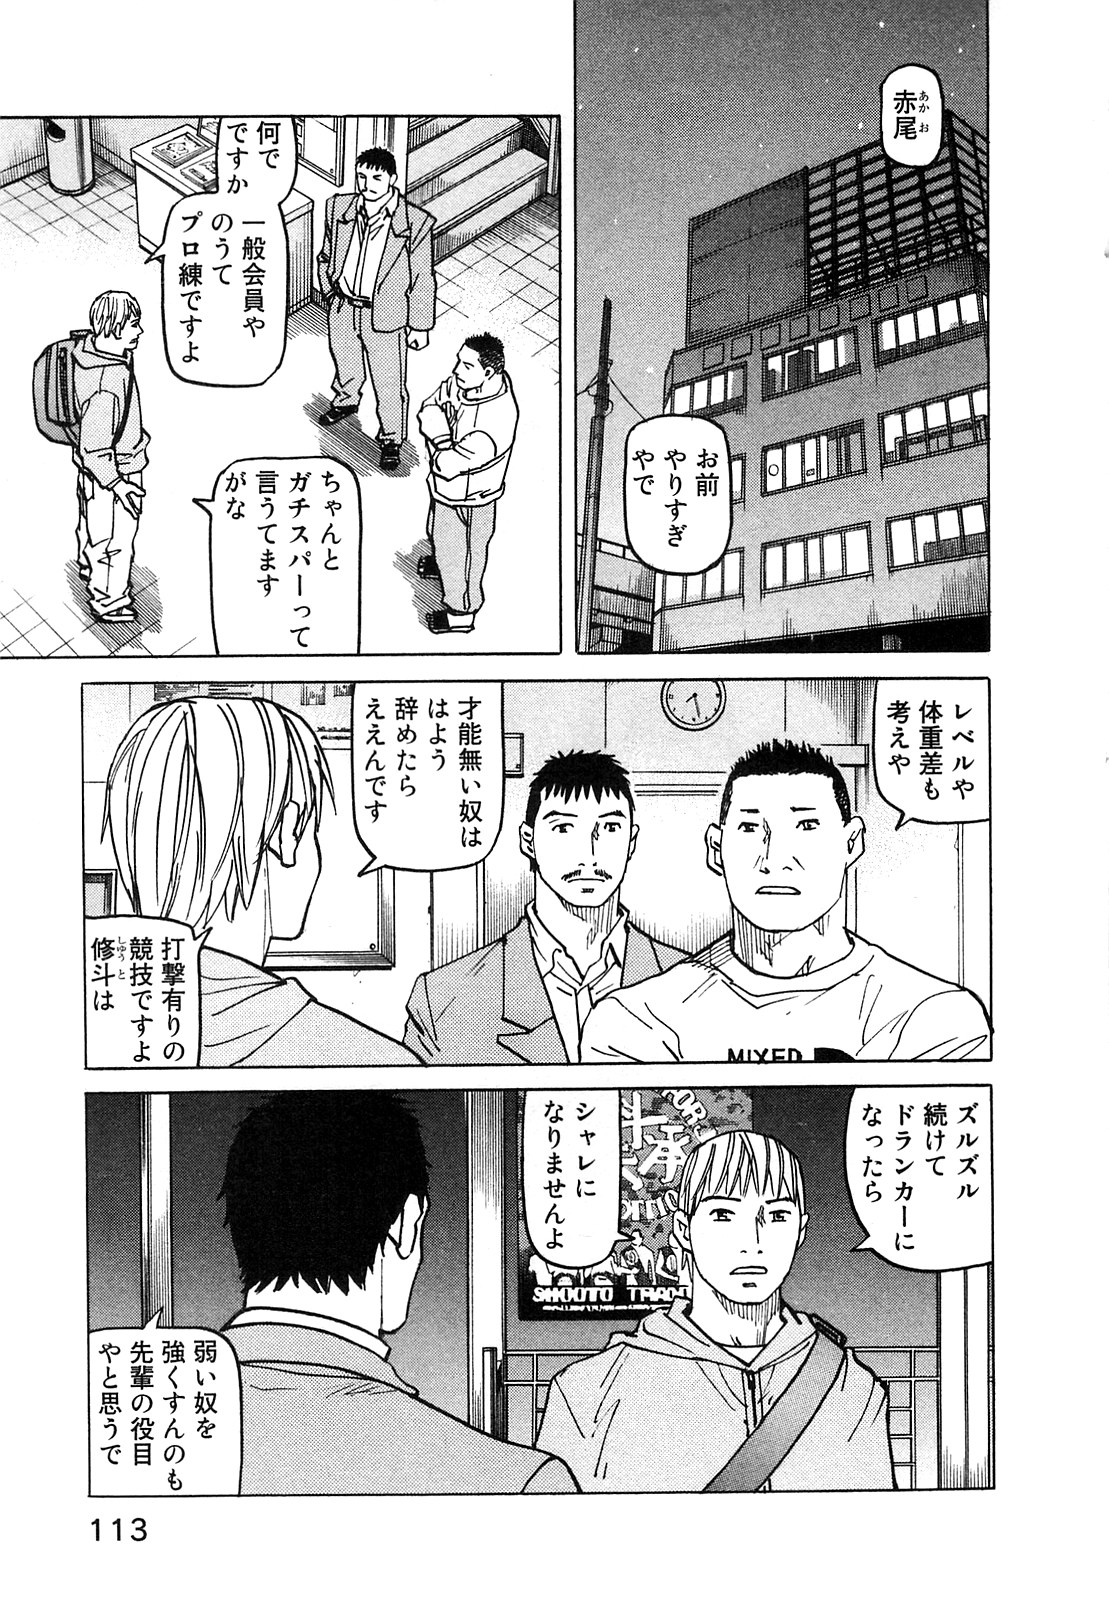 赤尾
あかお
お前
やりすぎ
やで
何で
ですか
一般会員や
のうて
プロ練ですよ
ちゃんと
ガチスパーって
言うてます
がな
レベルや
体重差も
考えや
才能無い奴は
はよう
辞めたら
ええんです
打撃有りの
競技ですよ
修斗は
しゅうと
MIXED
ズルズル
続けて
ドランカーに
なったら
シャレに
なりませんよ
SHOOTO
弱い奴を
強くすんのも
先輩の役目
やと思うで
113